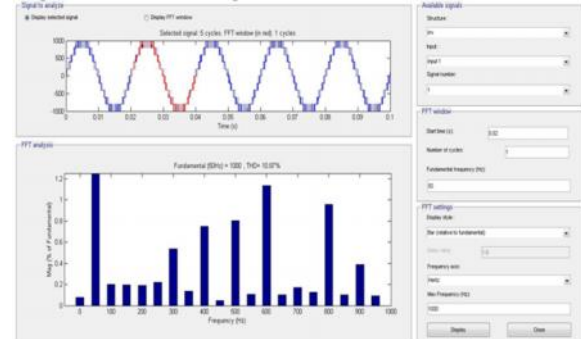 Signal to analyze
Display selected signal
Display FFT window
Selected signal: 5 cycles. FFT window (in red): 1 cycles
1000
500
0
-500
-1000
0 0.01 0.02 0.03 0.04 0.05 0.06 0.07 0.08 0.09 0.1
Time (s)
FFT analysis
Fundamental (50Hz) = 1000 , THD= 10.07%
Mag (% of Fundamental)
1.2
1
0.8
0.6
0.4
0.2
0
0 100 200 300 400 500 600 700 800 900 1000
Frequency (Hz)
Available signals
Structure:
Input:
input 1
Signal number:
1
FFT window
Start time (s):
0.02
Number of cycles:
1
Fundamental frequency (Hz):
50
FFT settings
Display style:
Bar (relative to fundamental)
Frequency axis:
Hertz
Max Frequency (Hz):
1000
Display
Close